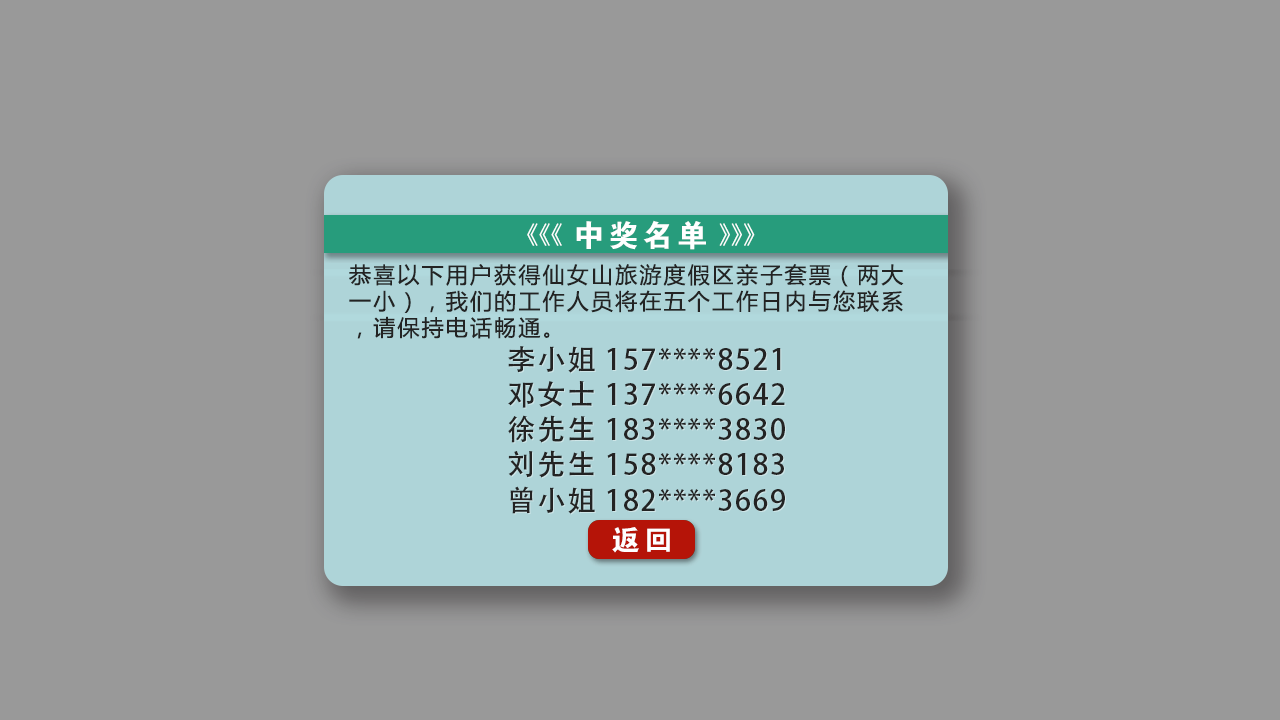 《《《 中奖名单 》》》
恭喜以下用户获得仙女山旅游度假区亲子套票（两大
一小），我们的工作人员将在五个工作日内与您联系
，请保持电话畅通。
李小姐 157****8521
邓女士 137****6642
徐先生 183****3830
刘先生 158****8183
曾小姐 182****3669
返回